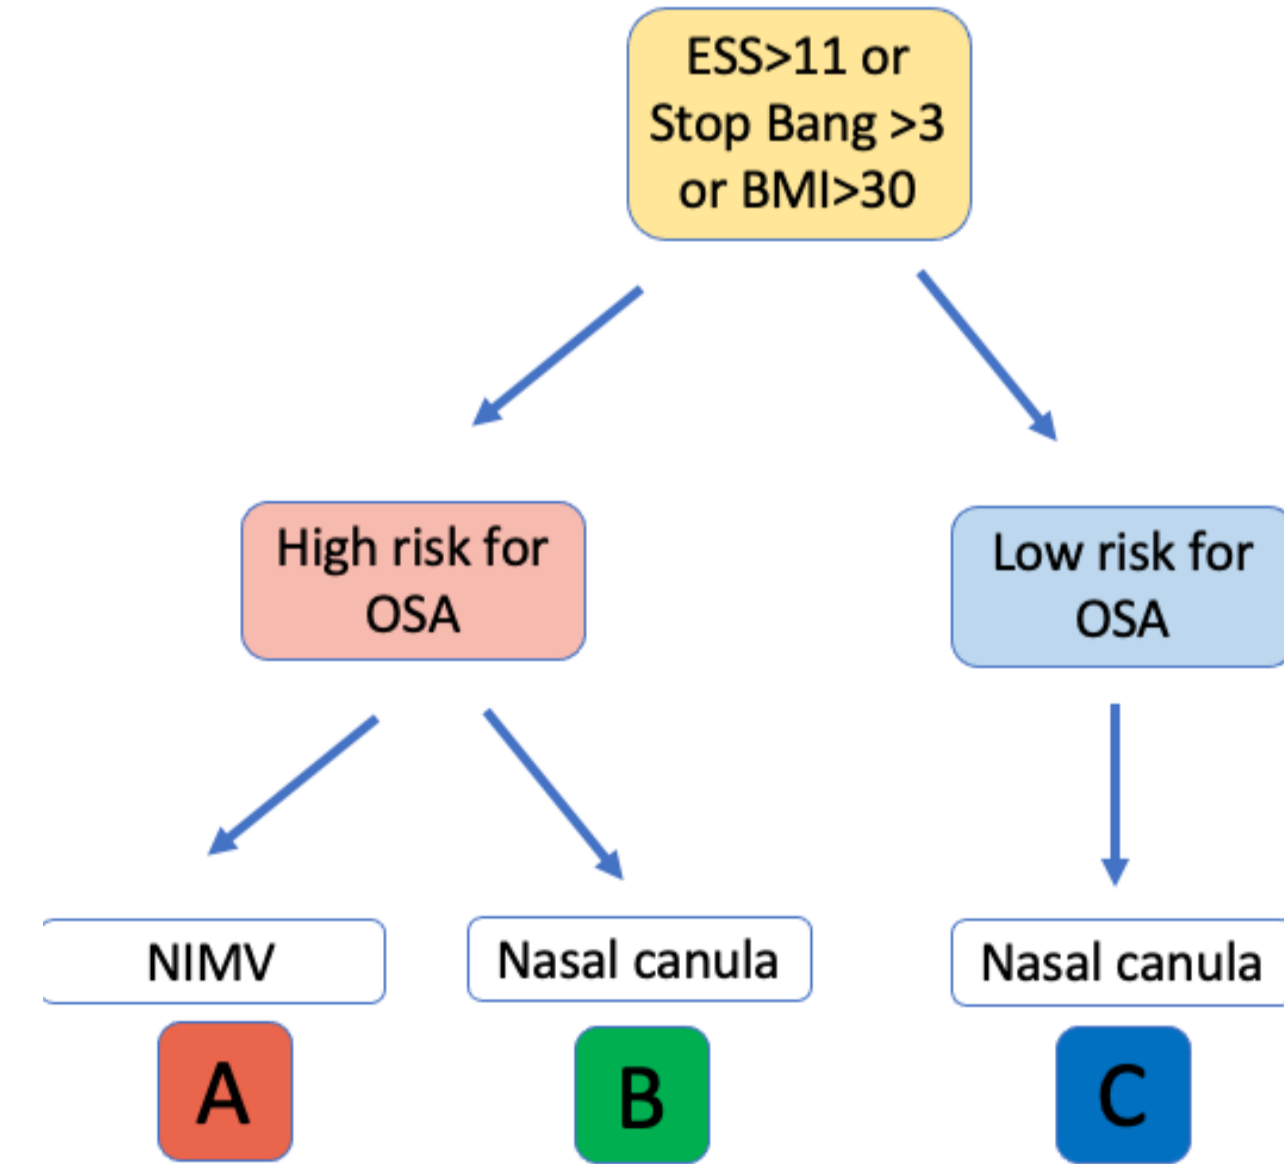 ESS>11 or
Stop Bang >3
or BMI>30
High risk for
OSA
Low risk for
OSA
NIMV
Nasal canula
Nasal canula
A
B
C